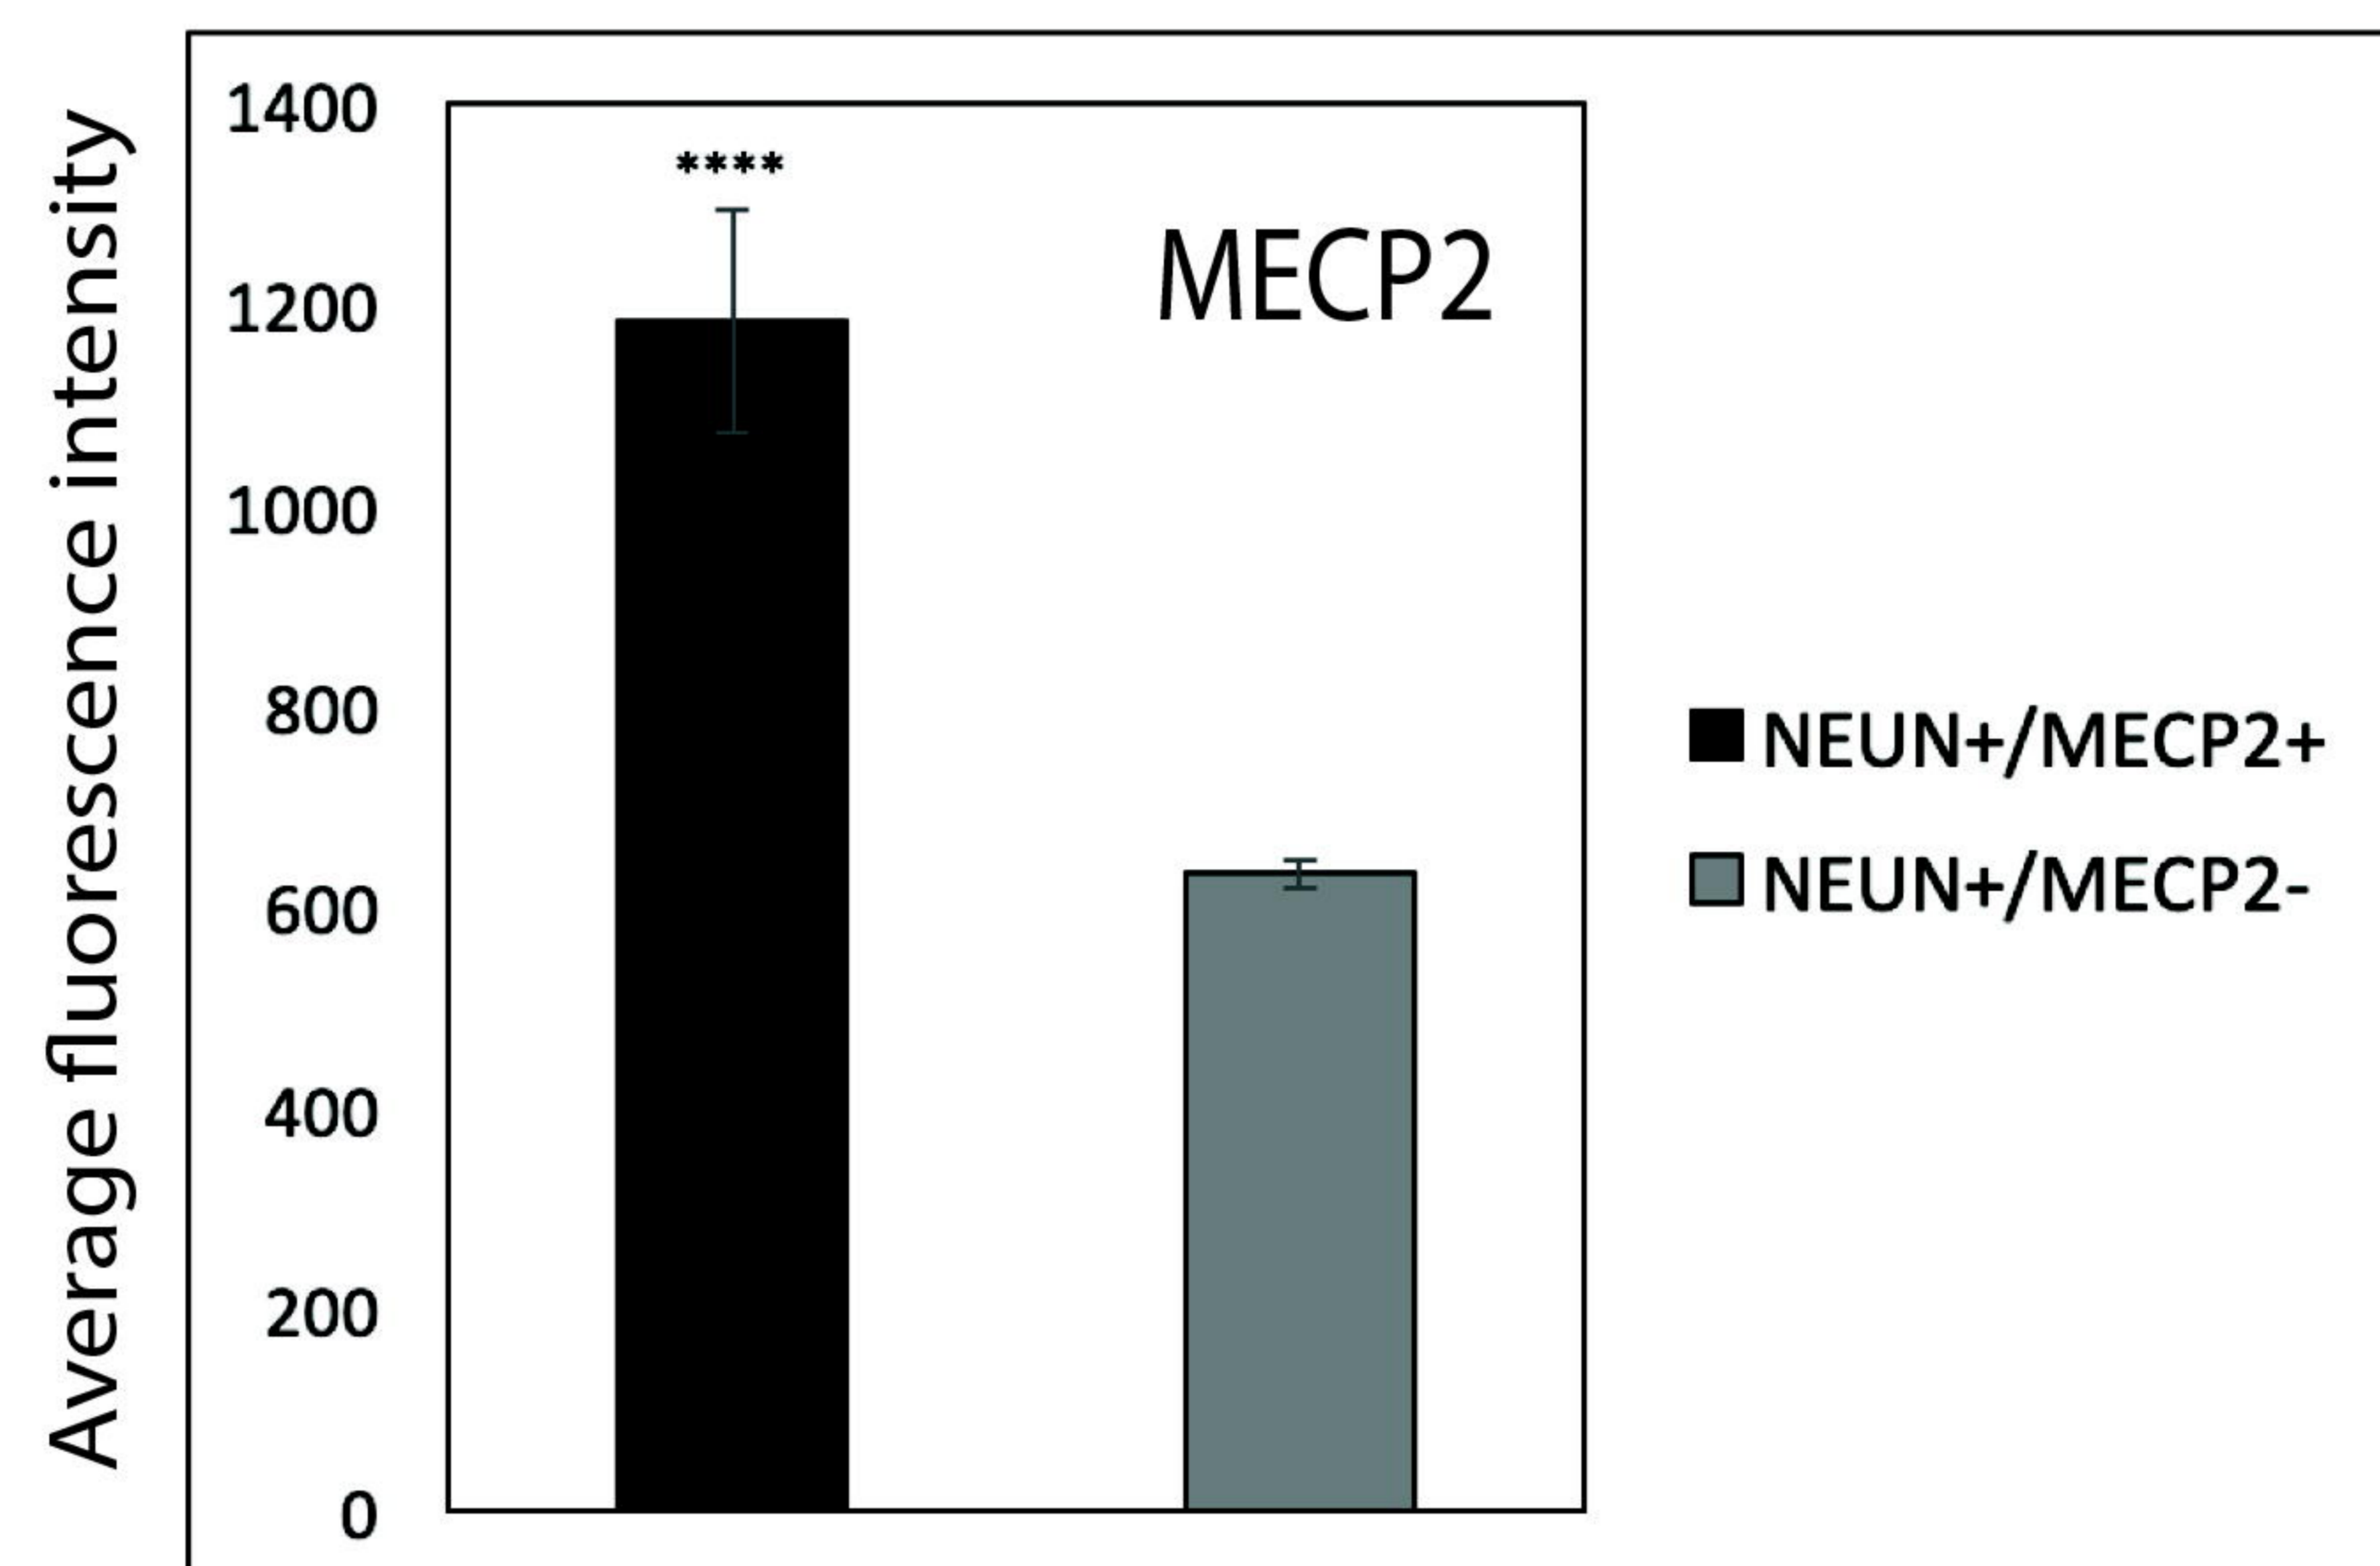 Average fluorescence intensity
1400
1200
1000
800
600
400
200
0
****
MECP2
NEUN+/MECP2+
NEUN+/MECP2-